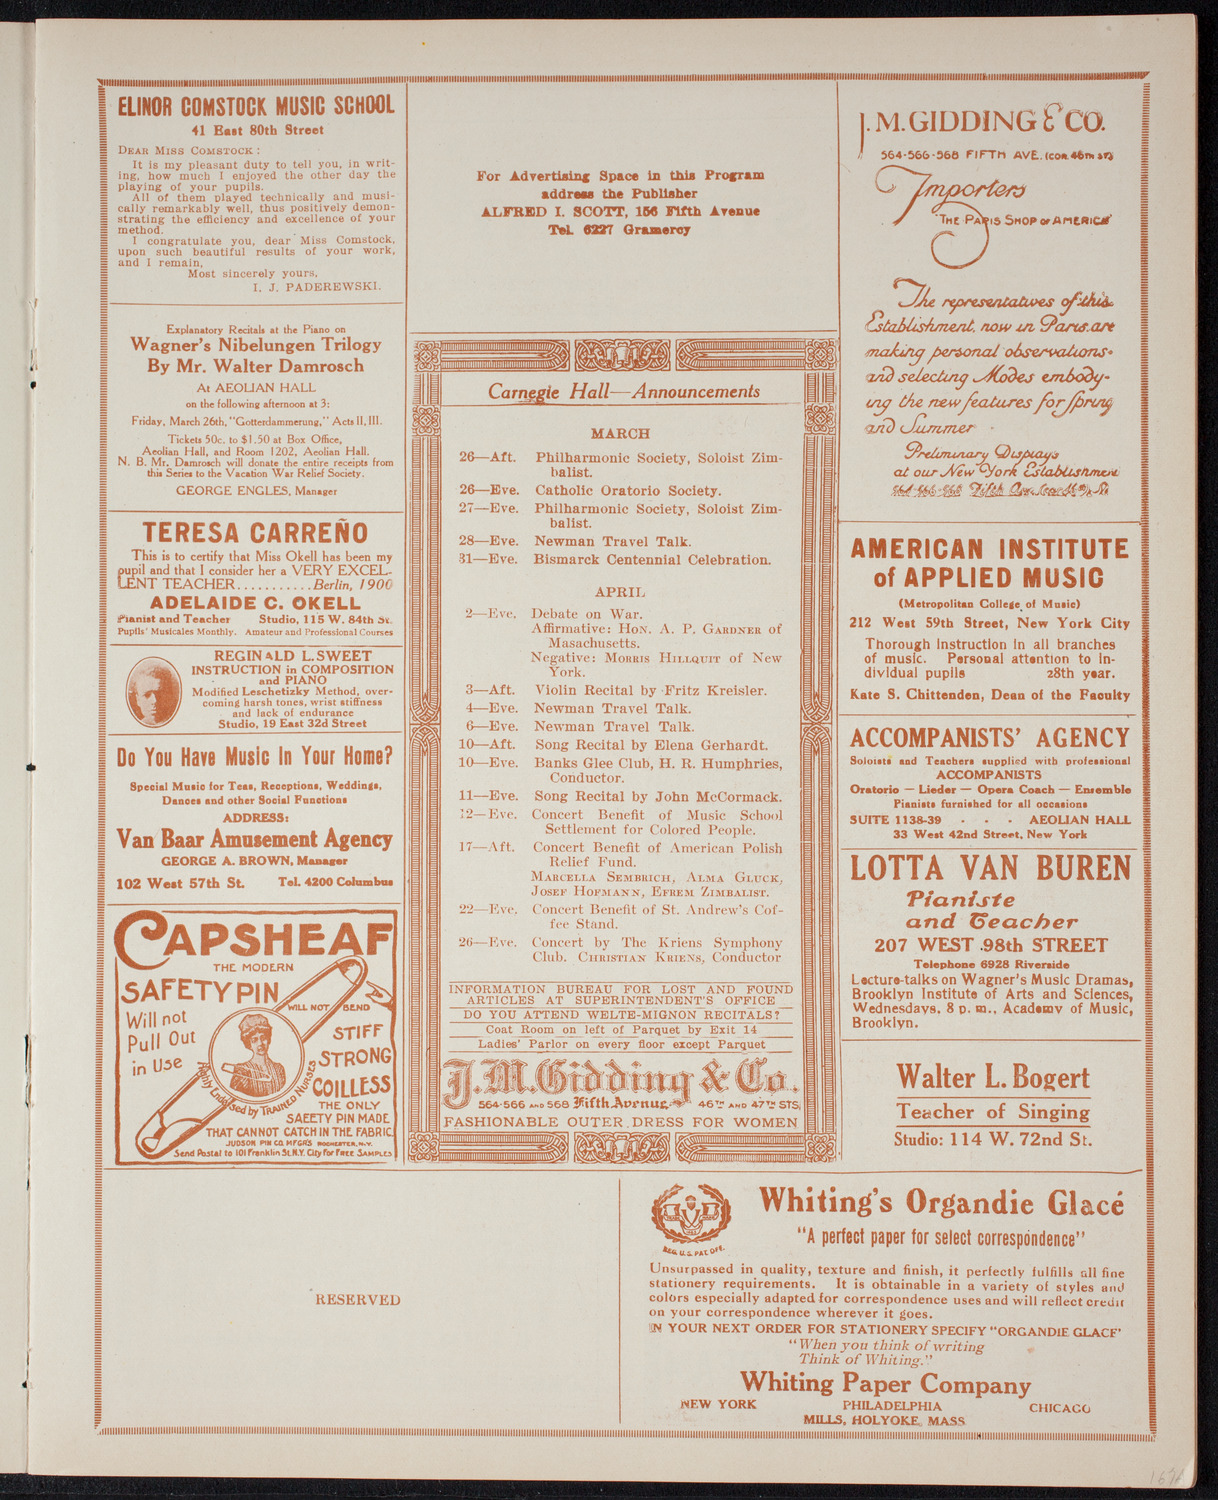 ELINOR COMSTOCK MUSIC SCHOOL
41 East 80th Street
DEAR MISS COMSTOCK :
It is my pleasant duty to tell you, in writ-
ing, how much I enjoyed the other day the
playing of your pupils.
All of them played technically and musi-
cally remarkably well, thus positively demon-
strating the efficiency and excellence of your
method.
I congratulate you, dear Miss Comstock,
upon such beautiful results of your work,
and I remain,
Most sincerely yours,
I. J. PADEREWSKI.
Explanatory Recitals at the Piano on
Wagner's Nibelungen Trilogy
By Mr. Walter Damrosch
At AEOLIAN HALL
on the following afternoon at 3:
Friday, March 26th, "Gotterdammerung," Acts II, III.
Tickets 50c. to $1.50 at Box Office,
Aeolian Hall, and Room 1202, Aeolian Hall.
N. B. Mr. Damrosch will donate the entire receipts from
this Series to the Vacation War Relief Society.
GEORGE ENGLES, Manager
TERESA CARREÑO
This is to certify that Miss Okell has been my
pupil and that I consider her a VERY EXCEL-
LENT TEACHER...........Berlin, 1900
ADELAIDE C. OKELL
Pianist and Teacher Studio, 115 W. 84th St.
Pupils' Musicales Monthly. Amateur and Professional Courses
REGINALD L. SWEET
INSTRUCTION in COMPOSITION
and PIANO
Modified Leschetizky Method, over-
coming harsh tones, wrist stiffness
and lack of endurance
Studio, 19 East 32d Street
Do You Have Music In Your Home?
Special Music for Teas, Receptions, Weddings,
Dances and other Social Functions
ADDRESS:
Van Baar Amusement Agency
GEORGE A. BROWN, Manager
102 West 57th St. Tel. 4200 Columbus
CAPSHEAF
THE MODERN
SAFETY PIN
WILL NOT BEND
Will not
Pull Out
in Use
STIFF
STRONG
COILLESS
Highly Endorsed by TRAINED NURSES
THE ONLY
SAFETY PIN MADE
THAT CANNOT CATCH IN THE FABRIC
JUDSON PIN CO. MFGRS ROCHESTER, N.Y.
Send Postal to 101 Franklin St. N.Y. City For FREE SAMPLES
For Advertising Space in this Program
address the Publisher
ALFRED I. SCOTT, 156 Fifth Avenue
Tel. 6227 Gramercy
Carnegie Hall—Announcements
MARCH
26—Aft. Philharmonic Society, Soloist Zim-
balist.
26—Eve. Catholic Oratorio Society.
27—Eve. Philharmonic Society, Soloist Zim-
balist.
28—Eve. Newman Travel Talk.
31—Eve. Bismarck Centennial Celebration.
APRIL
2—Eve. Debate on War.
Affirmative: HON. A. P. GARDNER of
Masachusetts.
Negative: MORRIS HILLQUIT of New
York.
3—Aft. Violin Recital by Fritz Kreisler.
4—Eve. Newman Travel Talk.
6—Eve. Newman Travel Talk.
10—Aft. Song Recital by Elena Gerhardt.
10—Eve. Banks Glee Club, H. R. Humphries,
Conductor.
11—Eve. Song Recital by John McCormack.
12—Eve. Concert Benefit of Music School
Settlement for Colored People.
17—Aft. Concert Benefit of American Polish
Relief Fund.
MARCELLA SEMBRICH, ALMA GLUCK,
JOSEF HOFMANN, EFREM ZIMBALIST.
22—Eve. Concert Benefit of St. Andrew's Cof-
fee Stand.
26—Eve. Concert by The Kriens Symphony
Club. CHRISTIAN KRIENS, Conductor
INFORMATION BUREAU FOR LOST AND FOUND
ARTICLES AT SUPERINTENDENT'S OFFICE
DO YOU ATTEND WELTE-MIGNON RECITALS?
Coat Room on left of Parquet by Exit 14
Ladies' Parlor on every floor except Parquet
J. M. Gidding & Co.
564-566 AND 568 Fifth Avenue 46TH AND 47TH STS.
FASHIONABLE OUTER DRESS FOR WOMEN
J. M. GIDDING & CO.
564-566-568 FIFTH AVE. (COR. 46TH ST.)
Importers
"THE PARIS SHOP OF AMERICA"
The representatives of this
Establishment, now in Paris, are
making personal observations
and selecting Modes embody-
ing the new features for Spring
and Summer
Preliminary Displays
at our New York Establishment
564-566-568 Fifth Ave.
AMERICAN INSTITUTE
of APPLIED MUSIC
(Metropolitan College of Music)
212 West 59th Street, New York City
Thorough instruction in all branches
of music. Personal attention to in-
dividual pupils 28th year.
Kate S. Chittenden, Dean of the Faculty
ACCOMPANISTS' AGENCY
Soloists and Teachers supplied with professional
ACCOMPANISTS
Oratorio — Lieder — Opera Coach — Ensemble
Pianists furnished for all occasions
SUITE 1138-39 - - - AEOLIAN HALL
33 West 42nd Street, New York
LOTTA VAN BUREN
Pianiste
and Teacher
207 WEST 98th STREET
Telephone 6928 Riverside
Lecture-talks on Wagner's Music Dramas,
Brooklyn Institute of Arts and Sciences,
Wednesdays, 8 p. m., Academy of Music,
Brooklyn.
Walter L. Bogert
Teacher of Singing
Studio: 114 W. 72nd St.
RESERVED
REG. U.S. PAT. OFF.
Whiting's Organdie Glacé
"A perfect paper for select correspondence"
Unsurpassed in quality, texture and finish, it perfectly fulfills all fine
stationery requirements. It is obtainable in a variety of styles and
colors especially adapted for correspondence uses and will reflect credit
on your correspondence wherever it goes.
IN YOUR NEXT ORDER FOR STATIONERY SPECIFY "ORGANDIE GLACE"
"When you think of writing
Think of Whiting."
Whiting Paper Company
NEW YORK PHILADELPHIA CHICAGO
MILLS, HOLYOKE, MASS.